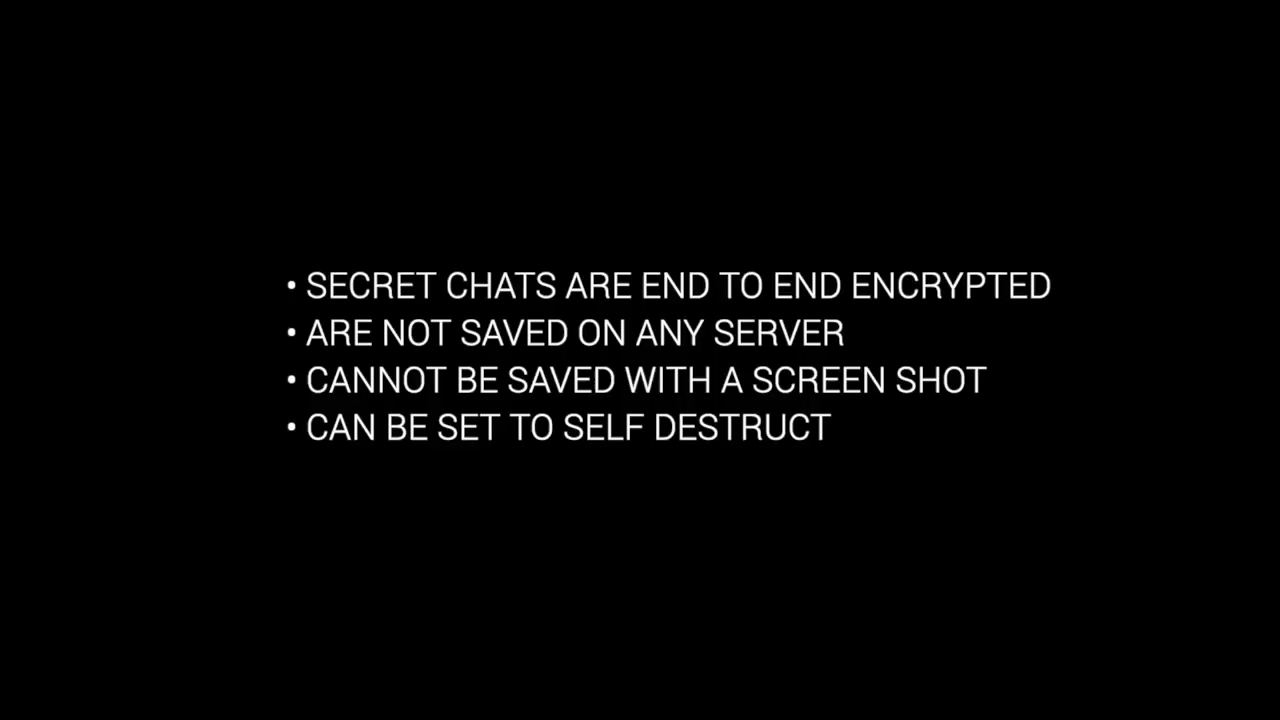 • SECRET CHATS ARE END TO END ENCRYPTED
• ARE NOT SAVED ON ANY SERVER
• CANNOT BE SAVED WITH A SCREEN SHOT
• CAN BE SET TO SELF DESTRUCT